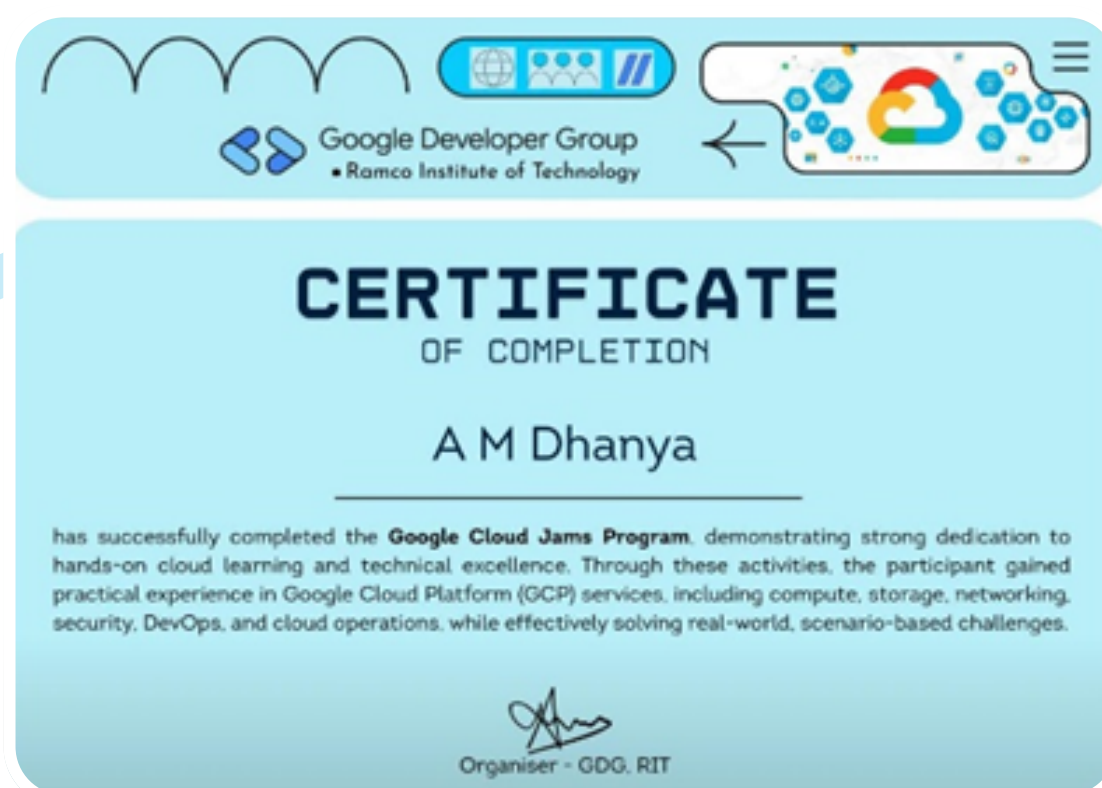 Google Developer Group
• Ramco Institute of Technology
CERTIFICATE
OF COMPLETION
A M Dhanya
has successfully completed the Google Cloud Jams Program, demonstrating strong dedication to
hands-on cloud learning and technical excellence. Through these activities, the participant gained
practical experience in Google Cloud Platform (GCP) services, including compute, storage, networking,
security, DevOps, and cloud operations, while effectively solving real-world, scenario-based challenges.
Organiser - GDG, RIT